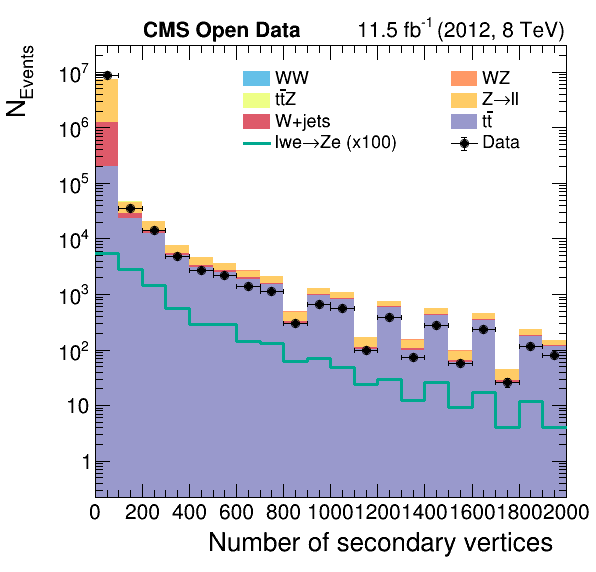 CMS Open Data 11.5 fb⁻¹ (2012, 8 TeV)
N_Events
10⁷
10⁶
10⁵
10⁴
10³
10²
10
1
WW WZ
tt̄Z Z→ll
W+jets tt̄
lwe→Ze (x100) Data
0 200 400 600 800 1000 1200 1400 1600 1800 2000
Number of secondary vertices